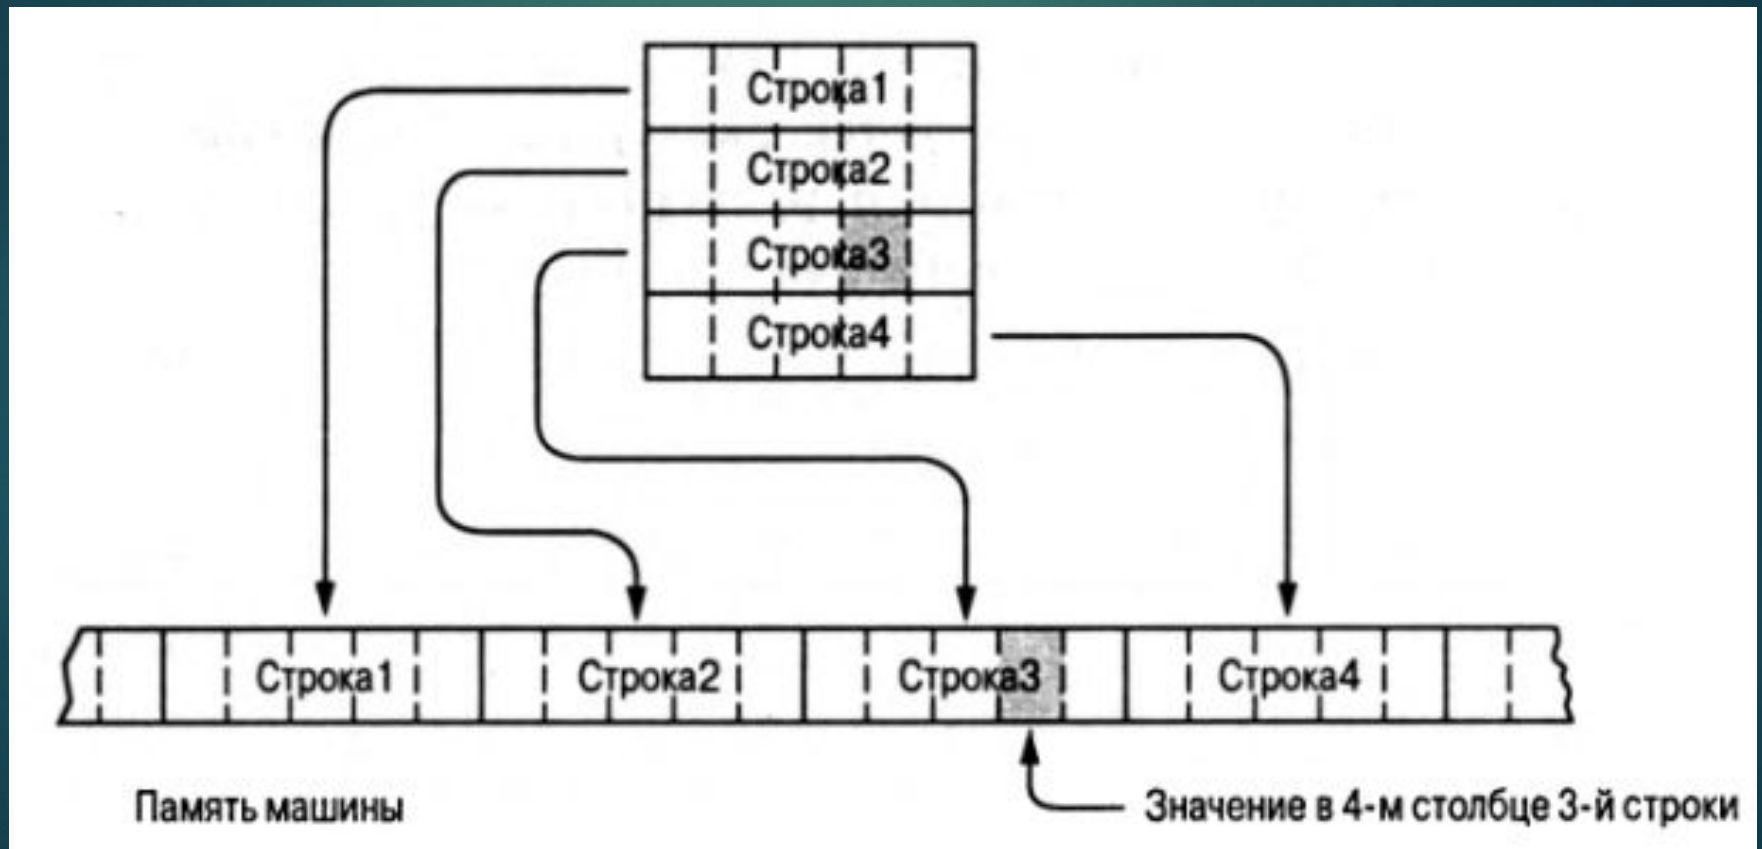 Строка1
Строка2
Строка3
Строка4
Строка1 Строка2 Строка3 Строка4
Память машины
Значение в 4-м столбце 3-й строки